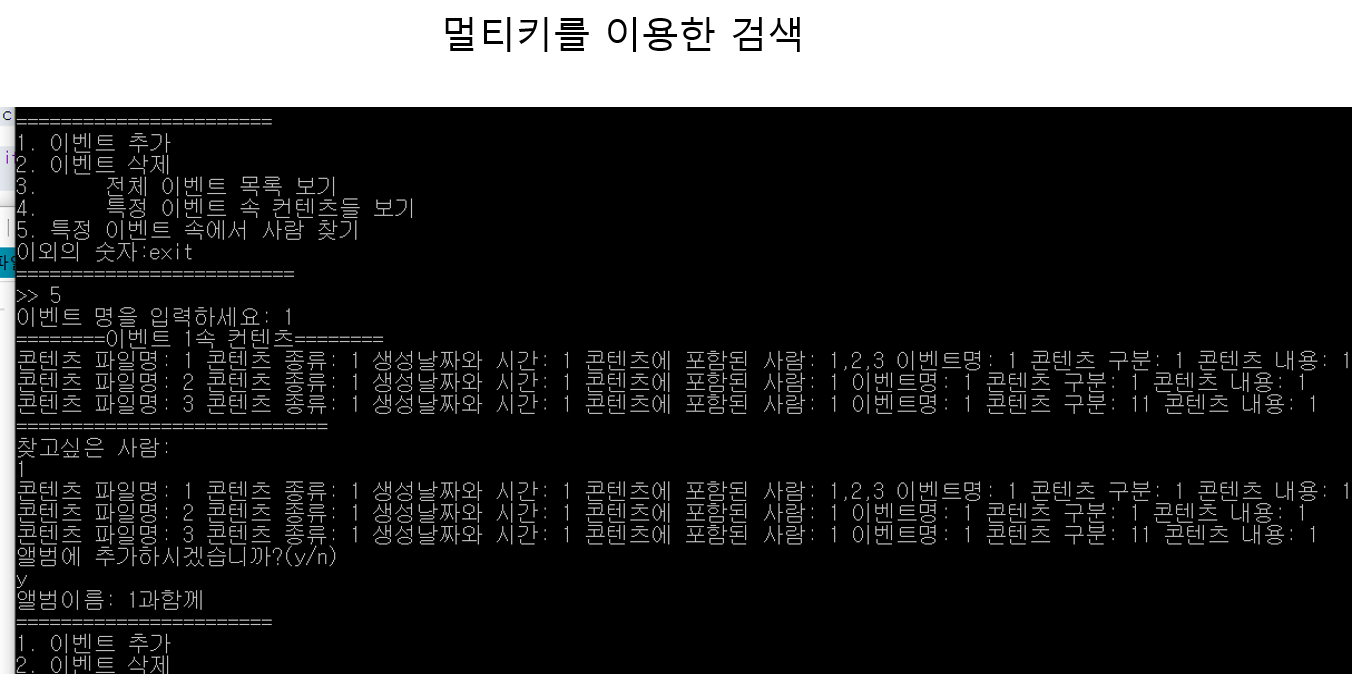 멀티키를 이용한 검색
=======================
1. 이벤트 추가
2. 이벤트 삭제
3. 전체 이벤트 목록 보기
4. 특정 이벤트 속 컨텐츠들 보기
5. 특정 이벤트 속에서 사람 찾기
이외의 숫자:exit
=========================
>> 5
이벤트 명을 입력하세요: 1
========이벤트 1속 컨텐츠========
콘텐츠 파일명: 1 콘텐츠 종류: 1 생성날짜와 시간: 1 콘텐츠에 포함된 사람: 1,2,3 이벤트명: 1 콘텐츠 구분: 1 콘텐츠 내용: 1
콘텐츠 파일명: 2 콘텐츠 종류: 1 생성날짜와 시간: 1 콘텐츠에 포함된 사람: 1 이벤트명: 1 콘텐츠 구분: 1 콘텐츠 내용: 1
콘텐츠 파일명: 3 콘텐츠 종류: 1 생성날짜와 시간: 1 콘텐츠에 포함된 사람: 1 이벤트명: 1 콘텐츠 구분: 11 콘텐츠 내용: 1
============================
찾고싶은 사람:
1
콘텐츠 파일명: 1 콘텐츠 종류: 1 생성날짜와 시간: 1 콘텐츠에 포함된 사람: 1,2,3 이벤트명: 1 콘텐츠 구분: 1 콘텐츠 내용: 1
콘텐츠 파일명: 2 콘텐츠 종류: 1 생성날짜와 시간: 1 콘텐츠에 포함된 사람: 1 이벤트명: 1 콘텐츠 구분: 1 콘텐츠 내용: 1
콘텐츠 파일명: 3 콘텐츠 종류: 1 생성날짜와 시간: 1 콘텐츠에 포함된 사람: 1 이벤트명: 1 콘텐츠 구분: 11 콘텐츠 내용: 1
앨범에 추가하시겠습니까?(y/n)
y
앨범이름: 1과함께
=======================
1. 이벤트 추가
2. 이벤트 삭제